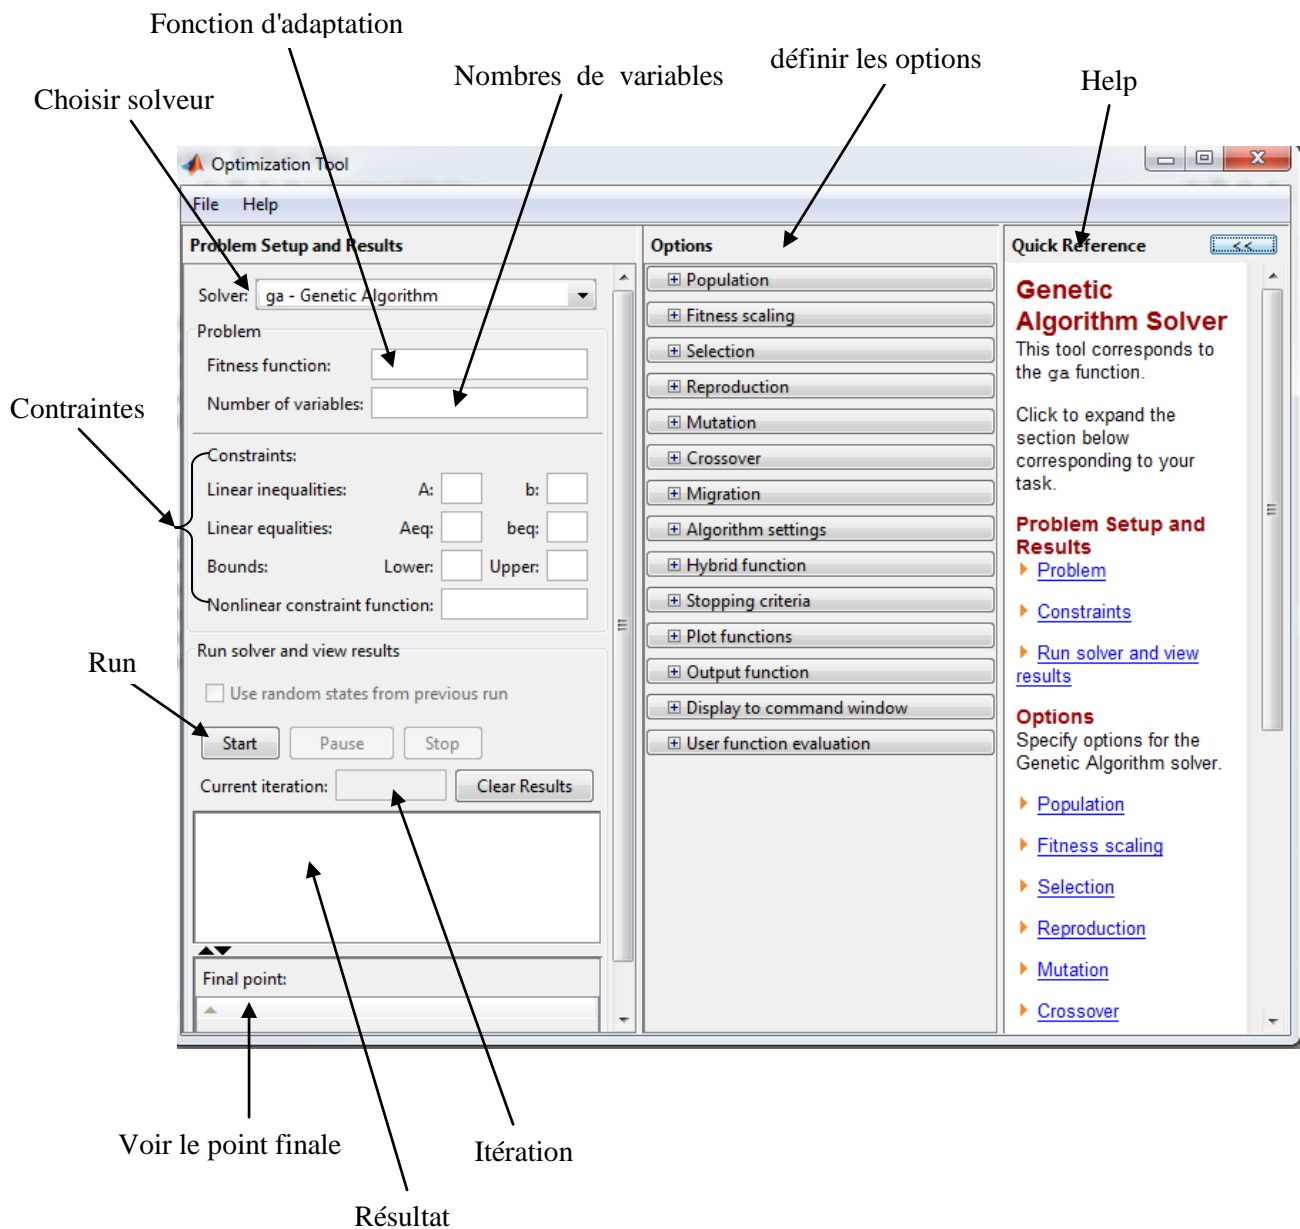 Fonction d'adaptation
Nombres de variables
définir les options
Help
Choisir solveur
Optimization Tool
File Help
Problem Setup and Results
Solver: ga - Genetic Algorithm
Problem
Fitness function:
Number of variables:
Contraintes
Constraints:
Linear inequalities: A: b:
Linear equalities: Aeq: beq:
Bounds: Lower: Upper:
Nonlinear constraint function:
Run solver and view results
Run
Use random states from previous run
Start Pause Stop
Current iteration: Clear Results
Final point:
Options
Population
Fitness scaling
Selection
Reproduction
Mutation
Crossover
Migration
Algorithm settings
Hybrid function
Stopping criteria
Plot functions
Output function
Display to command window
User function evaluation
Quick Reference <<
Genetic
Algorithm Solver
This tool corresponds to
the ga function.
Click to expand the
section below
corresponding to your
task.
Problem Setup and
Results
Problem
Constraints
Run solver and view
results
Options
Specify options for the
Genetic Algorithm solver.
Population
Fitness scaling
Selection
Reproduction
Mutation
Crossover
Voir le point finale
Itération
Résultat